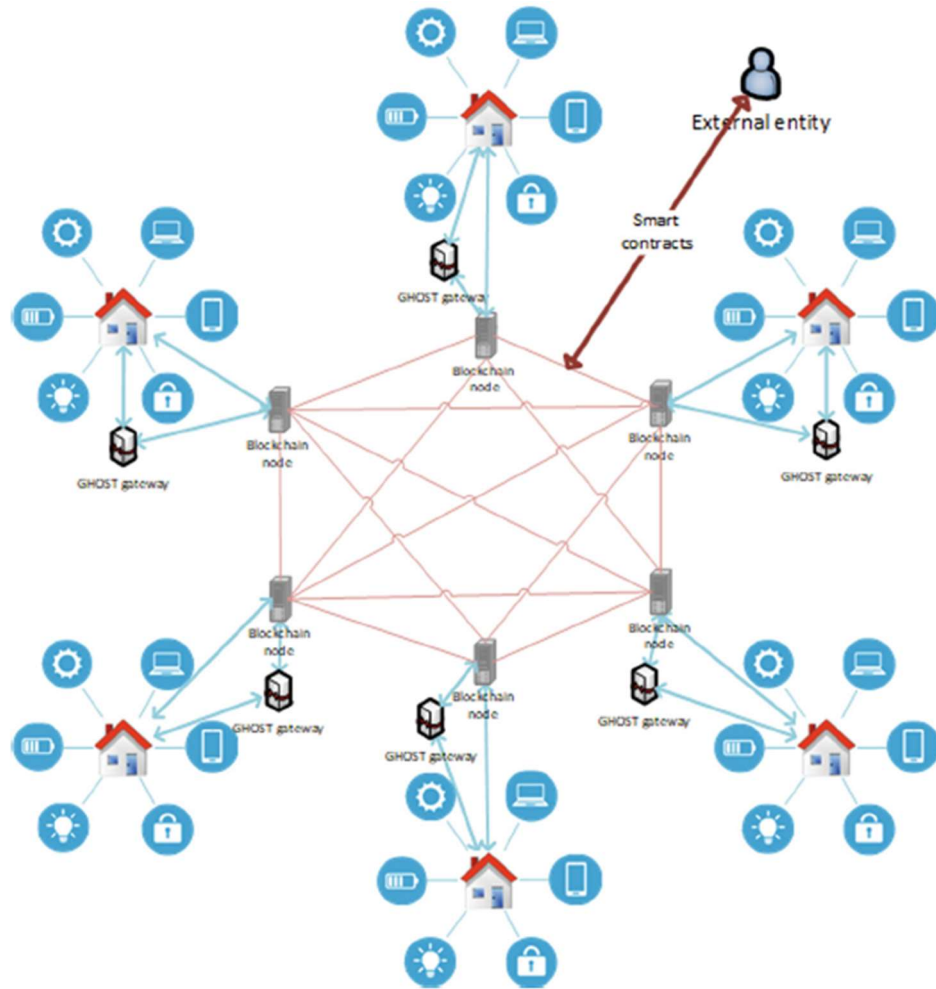 External entity
Smart
contracts
GHOST gateway
Blockchain
node
Blockchain
node
Blockchain
node
GHOST gateway
GHOST gateway
Blockchain
node
Blockchain
node
Blockchain
node
GHOST gateway
GHOST gateway
GHOST gateway